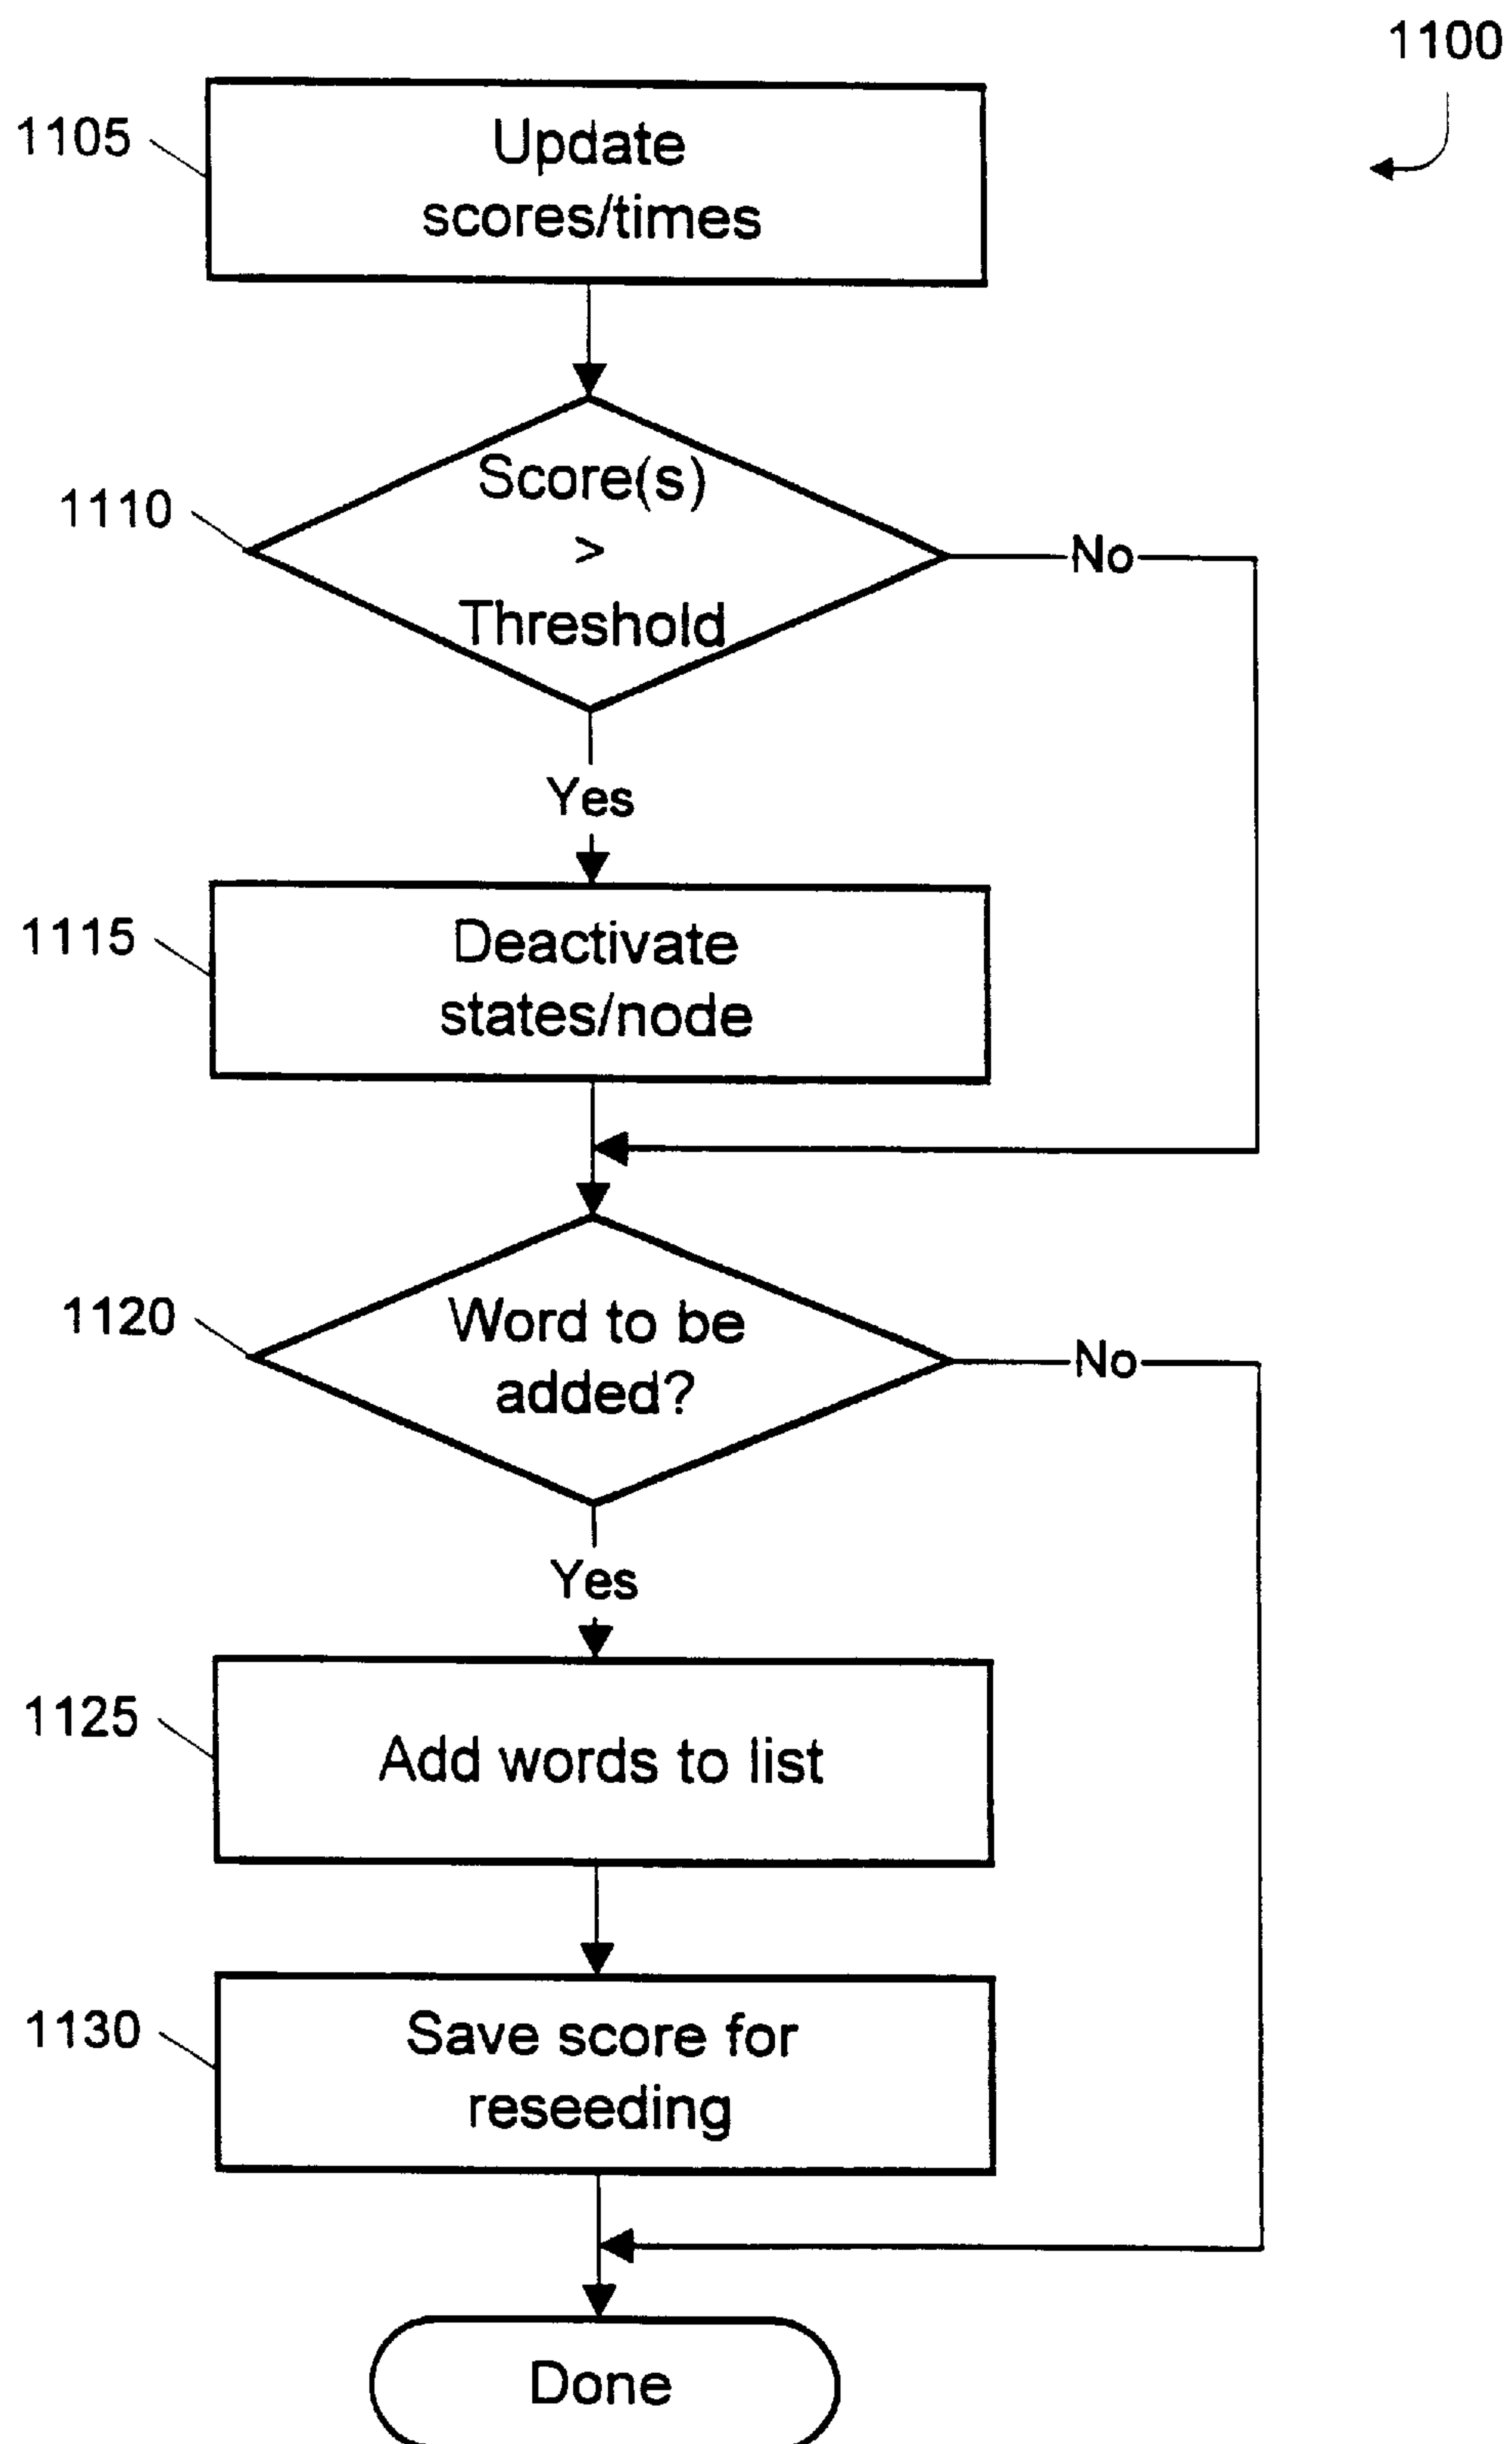 1100
1105
Update
scores/times
1110
Score(s)
>
Threshold
No
Yes
1115
Deactivate
states/node
1120
Word to be
added?
No
Yes
1125
Add words to list
1130
Save score for
reseeding
Done